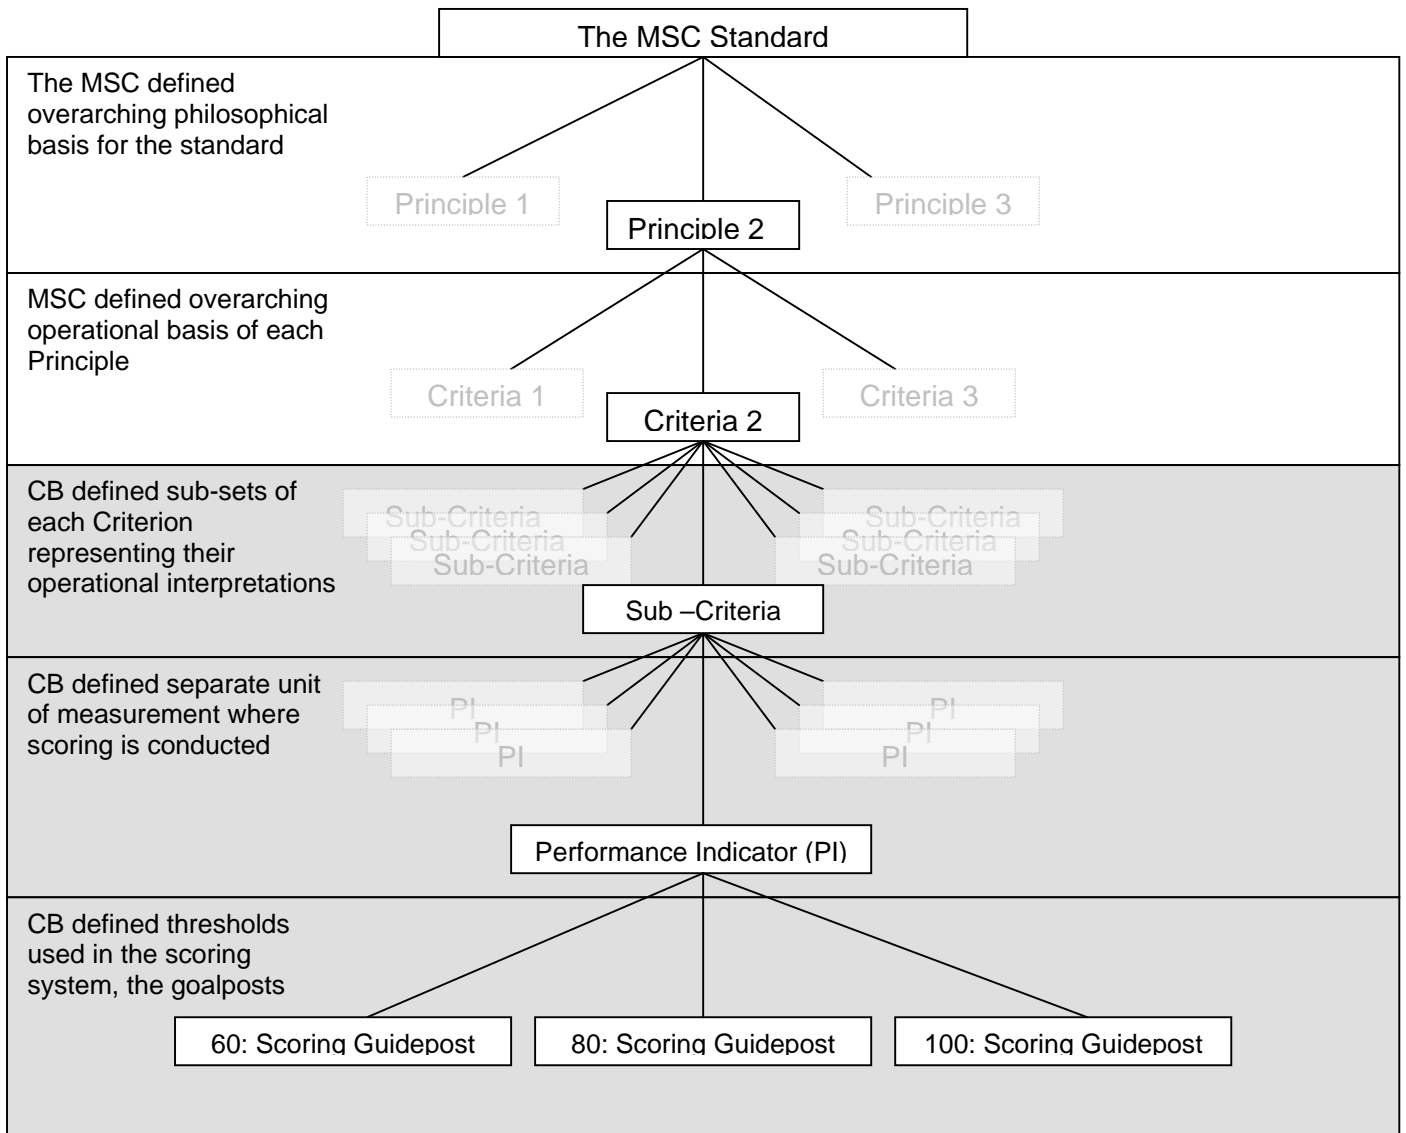 The MSC Standard
The MSC defined
overarching philosophical
basis for the standard
Principle 1
Principle 3
Principle 2
MSC defined overarching
operational basis of each
Principle
Criteria 1
Criteria 3
Criteria 2
CB defined sub-sets of
each Criterion
representing their
operational interpretations
Sub-Criteria
Sub-Criteria
Sub-Criteria
Sub-Criteria
Sub-Criteria
Sub-Criteria
Sub –Criteria
CB defined separate unit
of measurement where
scoring is conducted
PI
PI
PI
PI
PI
PI
Performance Indicator (PI)
CB defined thresholds
used in the scoring
system, the goalposts
60: Scoring Guidepost
80: Scoring Guidepost
100: Scoring Guidepost